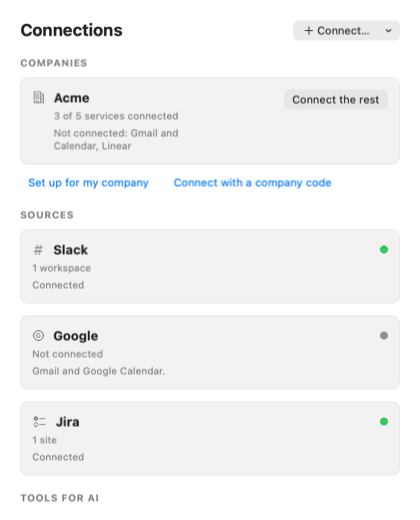 Connections
+ Connect...
COMPANIES
Acme
Connect the rest
3 of 5 services connected
Not connected: Gmail and
Calendar, Linear
Set up for my company
Connect with a company code
SOURCES
# Slack
1 workspace
Connected
Google
Not connected
Gmail and Google Calendar.
Jira
1 site
Connected
TOOLS FOR AI